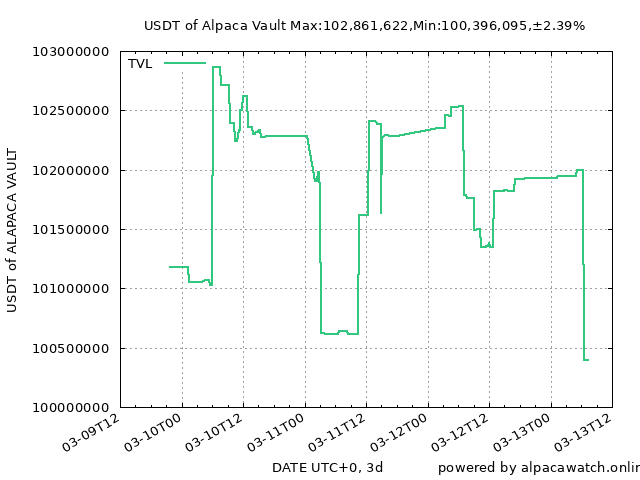 USDT of Alpaca Vault Max:102,861,622,Min:100,396,095,±2.39%
103000000
TVL
102500000
102000000
101500000
101000000
100500000
100000000
USDT of ALAPACA VAULT
03-09T12
03-10T00
03-10T12
03-11T00
03-11T12
03-12T00
03-12T12
03-13T00
03-13T12
DATE UTC+0, 3d
powered by alpacawatch.onlin